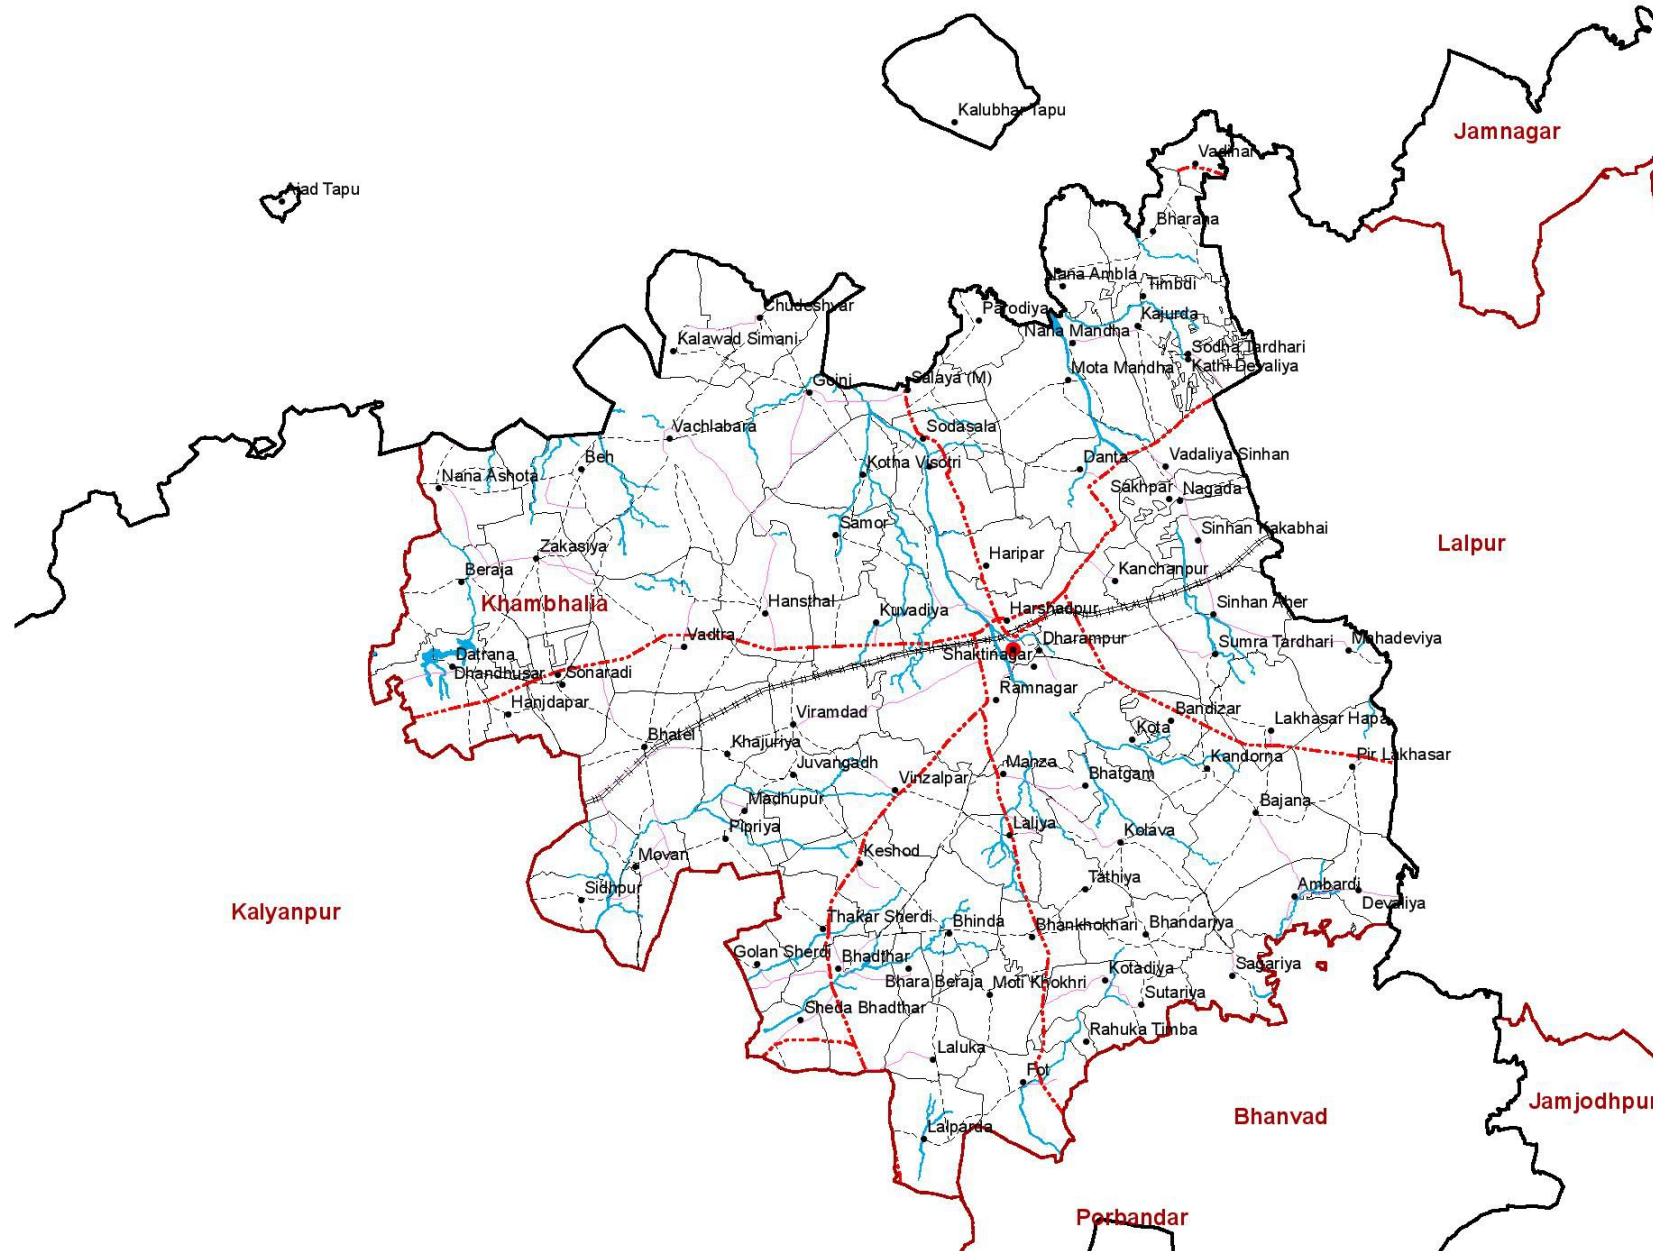 Kalubhar Tapu
Jamnagar
Vadinar
Ajad Tapu
Bharana
Nana Ambla
Timbdi
Chudeshvar
Parodiya
Kajurda
Nana Mandha
Kalawad Simani
Sodha Tardhari
Kathi Devaliya
Mota Mandha
Goinj
Salaya (M)
Vachlabara
Sodasala
Beh
Kotha Visotri
Danta
Vadaliya Sinhan
Nana Ashota
Sakhpar
Nagada
Samor
Sinhan Kakabhai
Lalpur
Zakasiya
Haripar
Beraja
Kanchanpur
Khambhalia
Hansthal
Kuvadiya
Harshadpur
Sinhan Aher
Vadtra
Dharampur
Sumra Tardhari
Mahadeviya
Datrana
Shaktinagar
Dhandhusar
Sonaradi
Ramnagar
Hanjdapar
Viramdad
Bandizar
Lakhasar Hapa
Kota
Bhatel
Khajuriya
Juvangadh
Manza
Kandorna
Pir Lakhasar
Vinzalpar
Bhatgam
Madhupur
Bajana
Pipriya
Laliya
Kolava
Movan
Keshod
Sidhpur
Tathiya
Ambardi
Devaliya
Kalyanpur
Thakar Sherdi
Bhinda
Bhankhokhari
Bhandariya
Golan Sherdi
Bhadthar
Kotadiya
Sagariya
Bhara Beraja
Moti Khokhri
Sutariya
Sheda Bhadthar
Rahuka Timba
Laluka
Fot
Jamjodhpur
Bhanvad
Lalparda
Porbandar